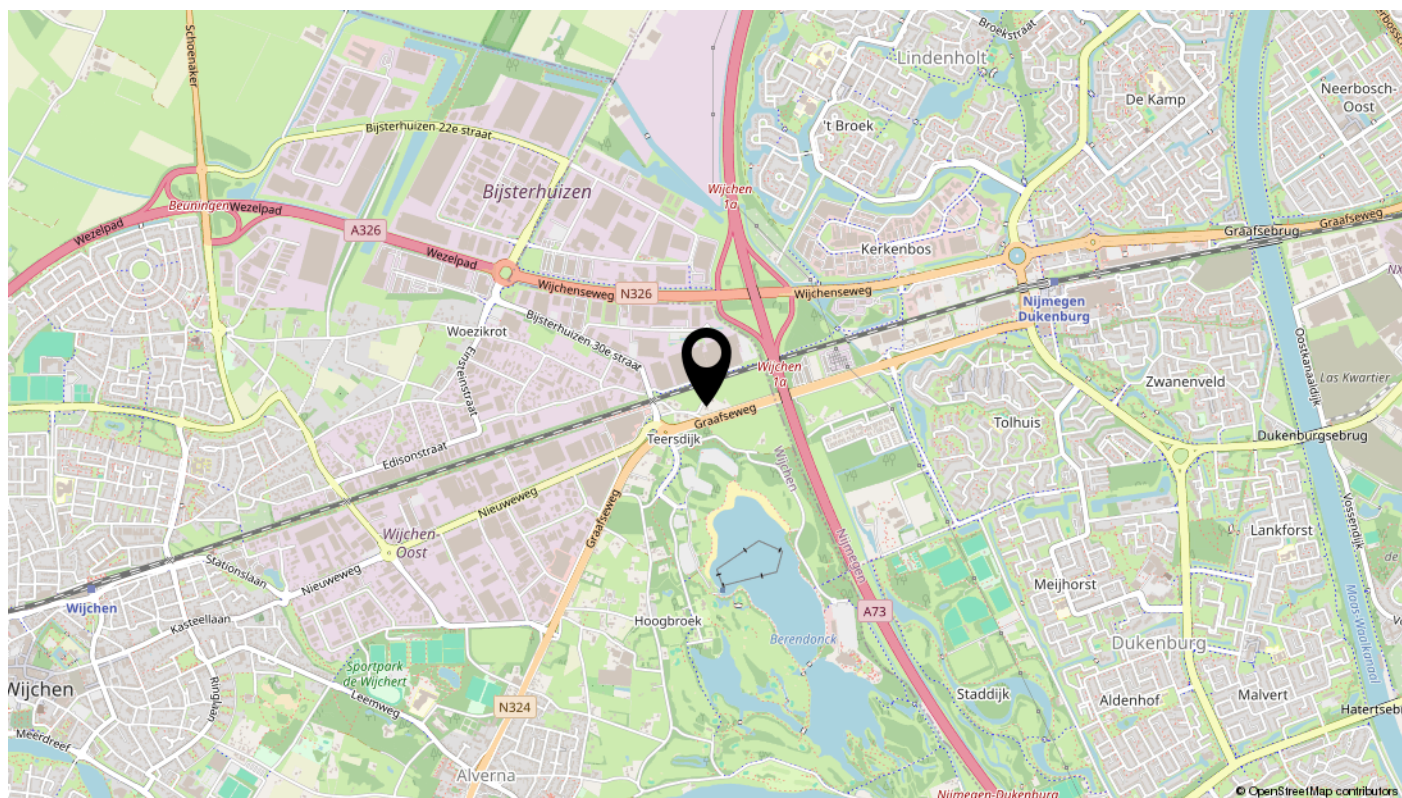 Schoenaker
Broekstraat
Lindenholt
De Kamp
Neerbosch-
Oost
't Broek
Bijsterhuizen 22e straat
Bijsterhuizen
Wijchen
1a
Beuningen
Wezelpad
Wezelpad
A326
Wezelpad
Kerkenbos
Graafsebrug
Graafseweg
Wijchenseweg
N326
Wijchenseweg
Nijmegen
Dukenburg
Bijsterhuizen 30e straat
Woezikrot
Einsteinstraat
Wijchen
1a
Oostkanaaldijk
Las Kwartier
Zwanenveld
Graafseweg
Tolhuis
Teersdijk
Dukenburgsebrug
Edisonstraat
Wijchen
Nieuweweg
Graafseweg
Wijchen-
Oost
Vossendijk
Lankforst
Nijmegen
de
Stationslaan
Nieuweweg
Meijhorst
Wijchen
Kasteellaan
Hoogbroek
A73
Berendonck
Maas-Waalkanaal
Dukenburg
Sportpark
de Wijchert
Wijchen
Ringlaan
Leemweg
Staddijk
Aldenhof
Malvert
N324
Hatertsebr
Meerdreef
Alverna
Nijmegen-Dukenburg
© OpenStreetMap contributors